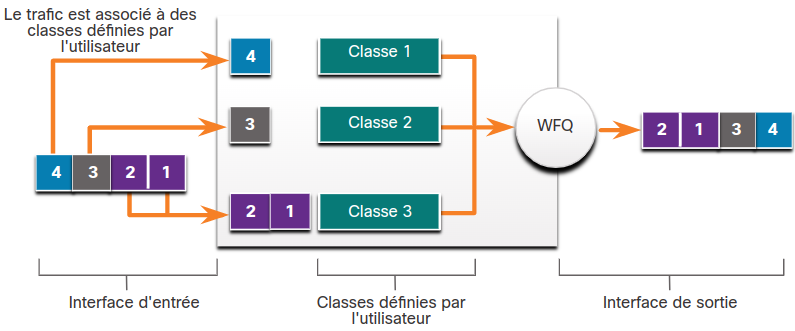 Le trafic est associé à des
classes définies par
l'utilisateur
4
Classe 1
3
Classe 2
WFQ
2 1 3 4
4 3 2 1
2 1
Classe 3
Interface d'entrée
Classes définies par
l'utilisateur
Interface de sortie